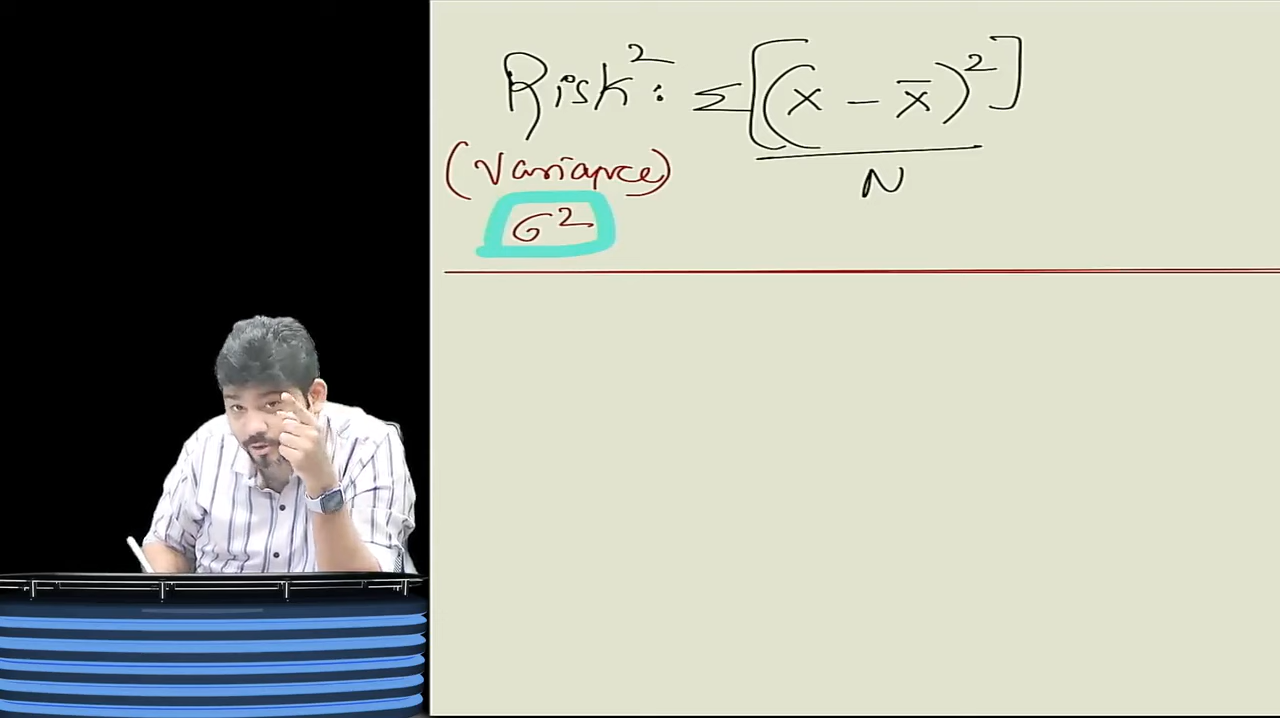 Risk²: Σ[(x - x̄)²]
N
(Variance)
σ²